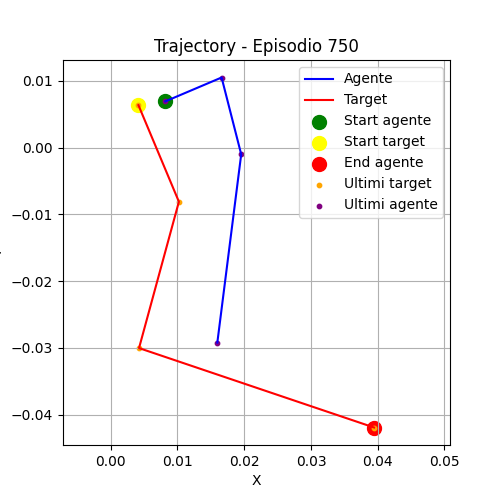 Trajectory - Episodio 750
Agente
Target
Start agente
Start target
End agente
Ultimi target
Ultimi agente
0.01
0.00
−0.01
−0.02
−0.03
−0.04
0.00 0.01 0.02 0.03 0.04 0.05
X